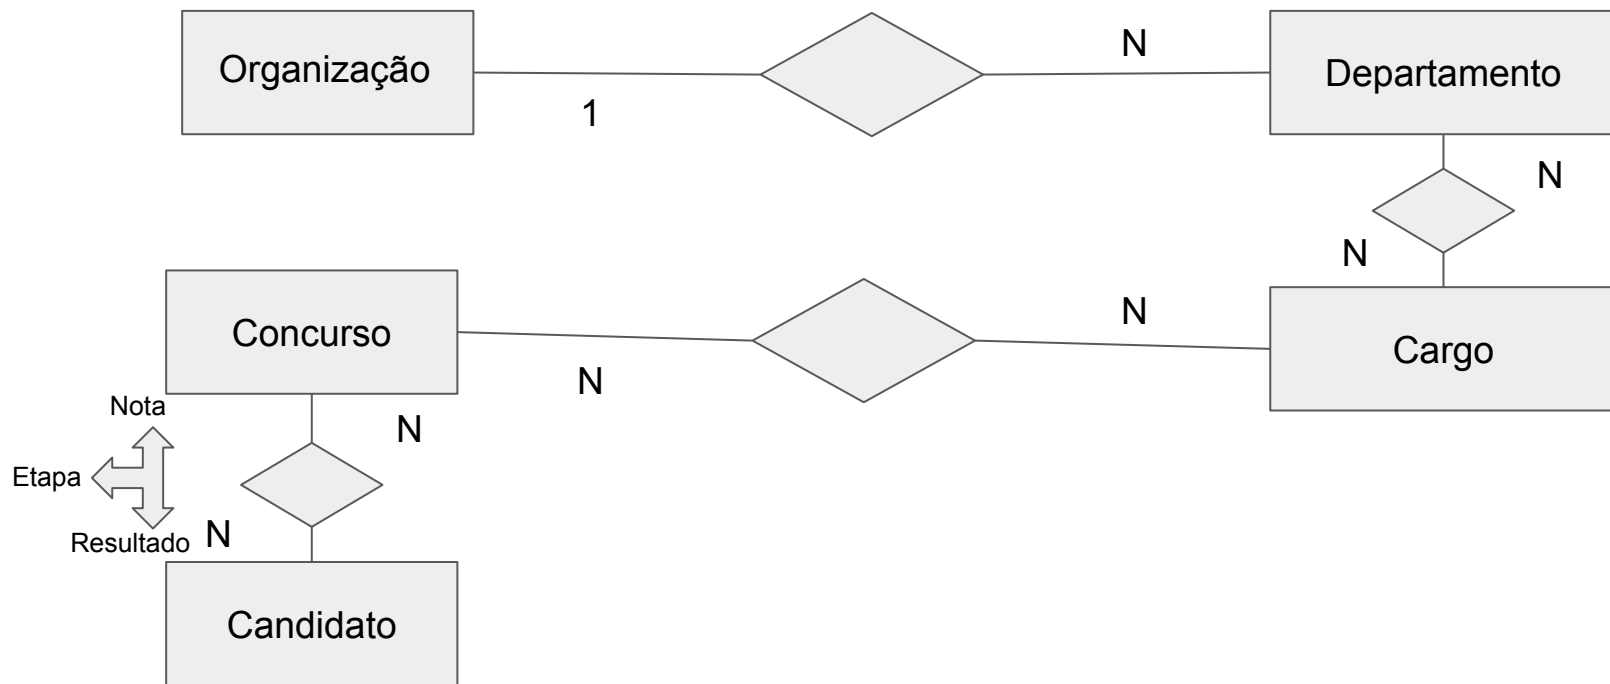 Organização
1
N
Departamento
N
N
Concurso
N
N
Cargo
Nota
N
Etapa
Resultado
N
Candidato